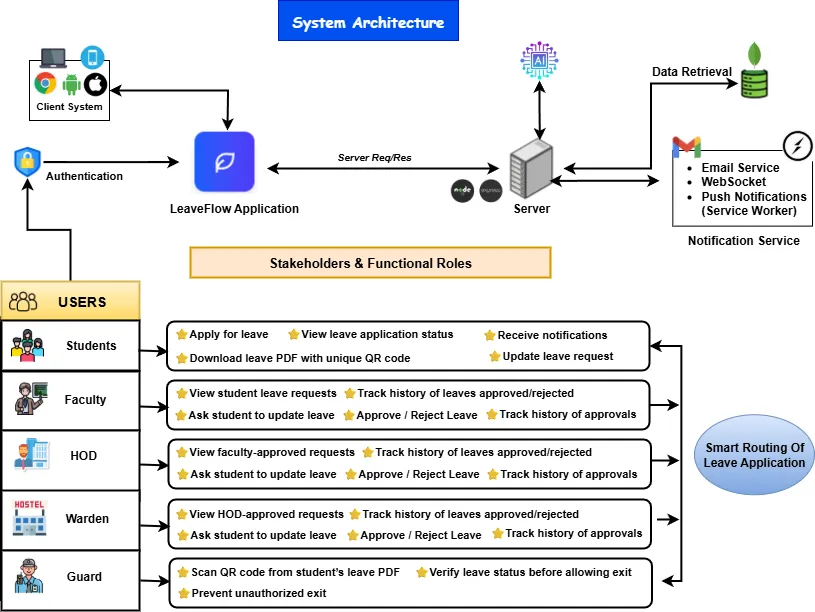 System Architecture
Client System
AI
Data Retrieval
Authentication
Server Req/Res
node
LeaveFlow Application
Server
Email Service
WebSocket
Push Notifications
(Service Worker)
Notification Service
Stakeholders & Functional Roles
USERS
Students
Apply for leave
View leave application status
Receive notifications
Download leave PDF with unique QR code
Update leave request
Faculty
View student leave requests
Track history of leaves approved/rejected
Ask student to update leave
Approve / Reject Leave
Track history of approvals
HOD
View faculty-approved requests
Track history of leaves approved/rejected
Ask student to update leave
Approve / Reject Leave
Track history of approvals
HOSTEL
Warden
View HOD-approved requests
Track history of leaves approved/rejected
Ask student to update leave
Approve / Reject Leave
Track history of approvals
Guard
Scan QR code from student's leave PDF
Verify leave status before allowing exit
Prevent unauthorized exit
Smart Routing Of
Leave Application